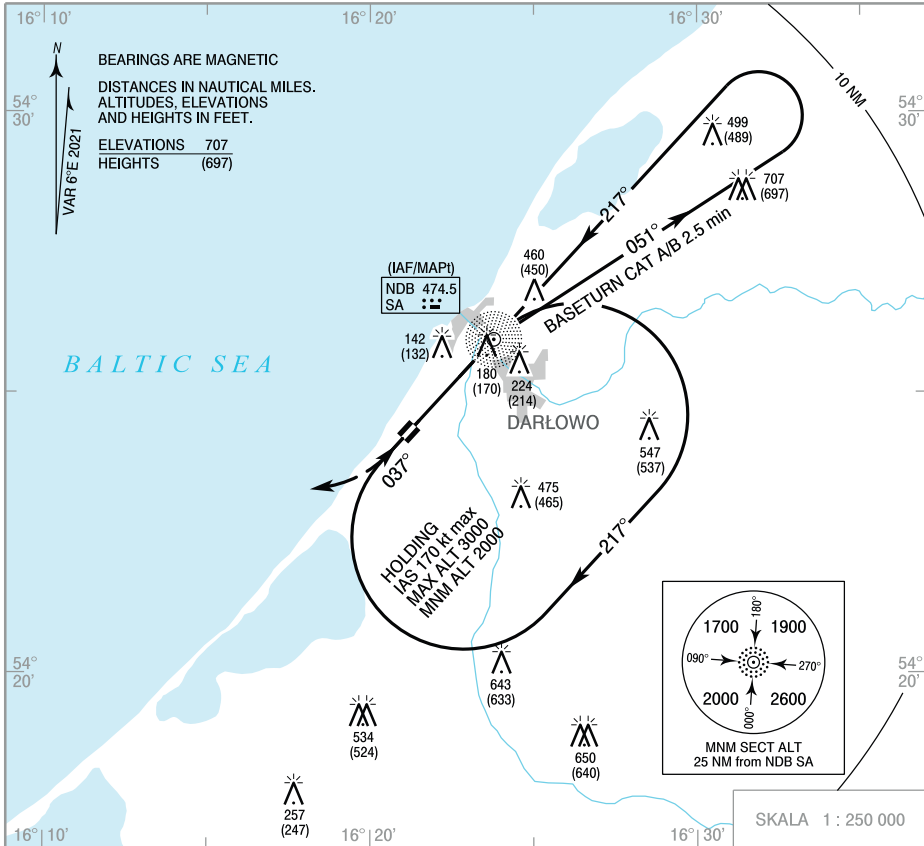 16° 10’
16° 20’
16° 30’
N
VAR 6°E 2021
BEARINGS ARE MAGNETIC
DISTANCES IN NAUTICAL MILES.
ALTITUDES, ELEVATIONS
AND HEIGHTS IN FEET.
ELEVATIONS 707
HEIGHTS (697)
10 NM
54°
30’
54°
30’
499
(489)
707
(697)
217°
051°
BASETURN CAT A/B 2.5 min
460
(450)
(IAF/MAPt)
NDB 474.5
SA
142
(132)
BALTIC SEA
180
(170)
224
(214)
DARŁOWO
547
(537)
037°
475
(465)
HOLDING
IAS 170 kt max
MAX ALT 3000
MNM ALT 2000
217°
643
(633)
534
(524)
650
(640)
257
(247)
1700
180°
1900
090°
270°
2000
000°
2600
MNM SECT ALT
25 NM from NDB SA
54°
20’
54°
20’
SKALA 1 : 250 000
16° 10’
16° 20’
16° 30’